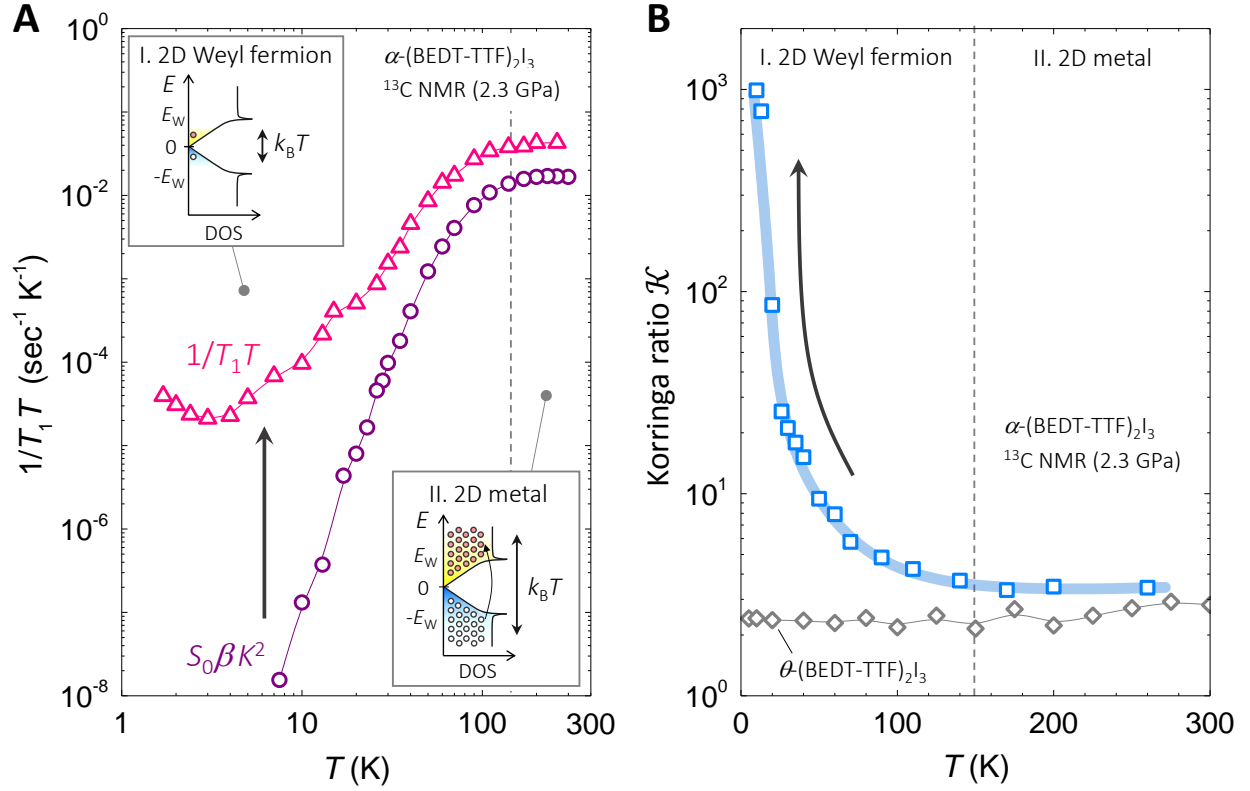 A
10⁰
10⁻²
10⁻⁴
10⁻⁶
10⁻⁸
1/T₁T (sec⁻¹ K⁻¹)
1
10
100
300
T (K)
I. 2D Weyl fermion
E
E_W
0
-E_W
k_BT
DOS
α-(BEDT-TTF)₂I₃
¹³C NMR (2.3 GPa)
1/T₁T
S₀βK²
II. 2D metal
E
E_W
0
-E_W
k_BT
DOS
B
I. 2D Weyl fermion
II. 2D metal
10³
10²
10¹
10⁰
Korringa ratio 𝒦
α-(BEDT-TTF)₂I₃
¹³C NMR (2.3 GPa)
θ-(BEDT-TTF)₂I₃
0
100
200
300
T (K)